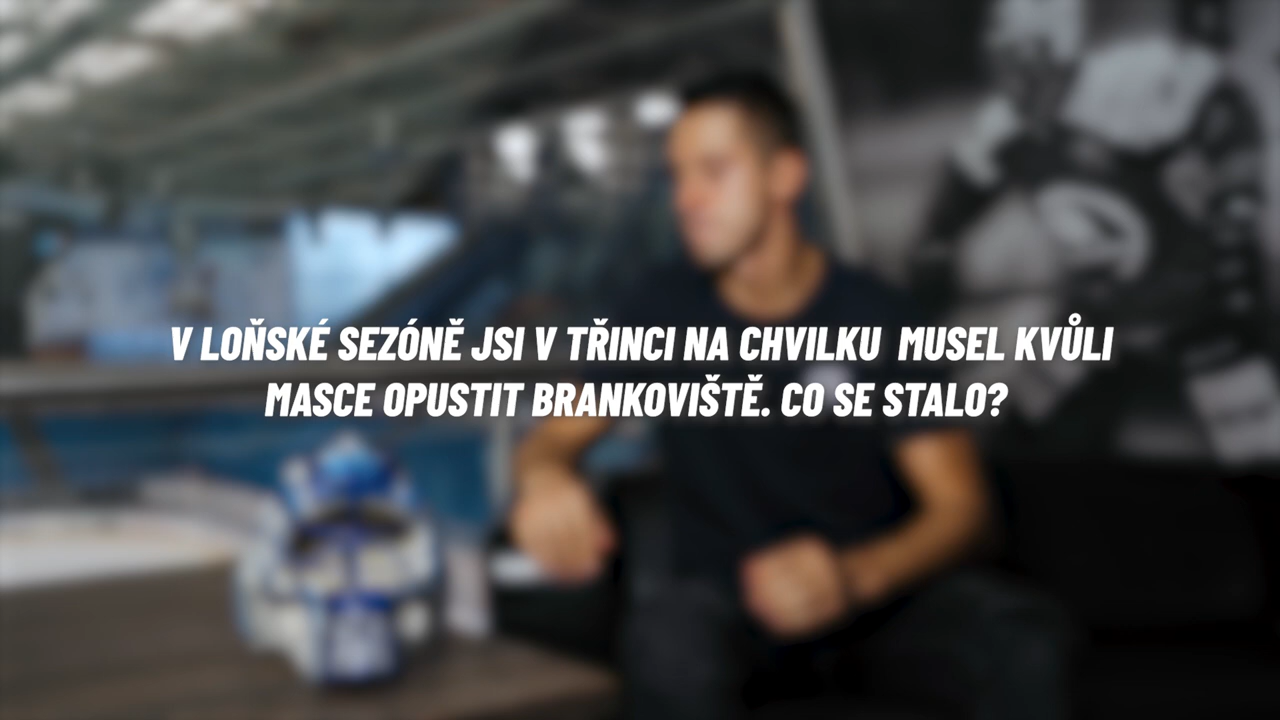 V LOŇSKÉ SEZÓNĚ JSI V TŘINCI NA CHVILKU MUSEL KVŮLI
MASCE OPUSTIT BRANKOVIŠTĚ. CO SE STALO?